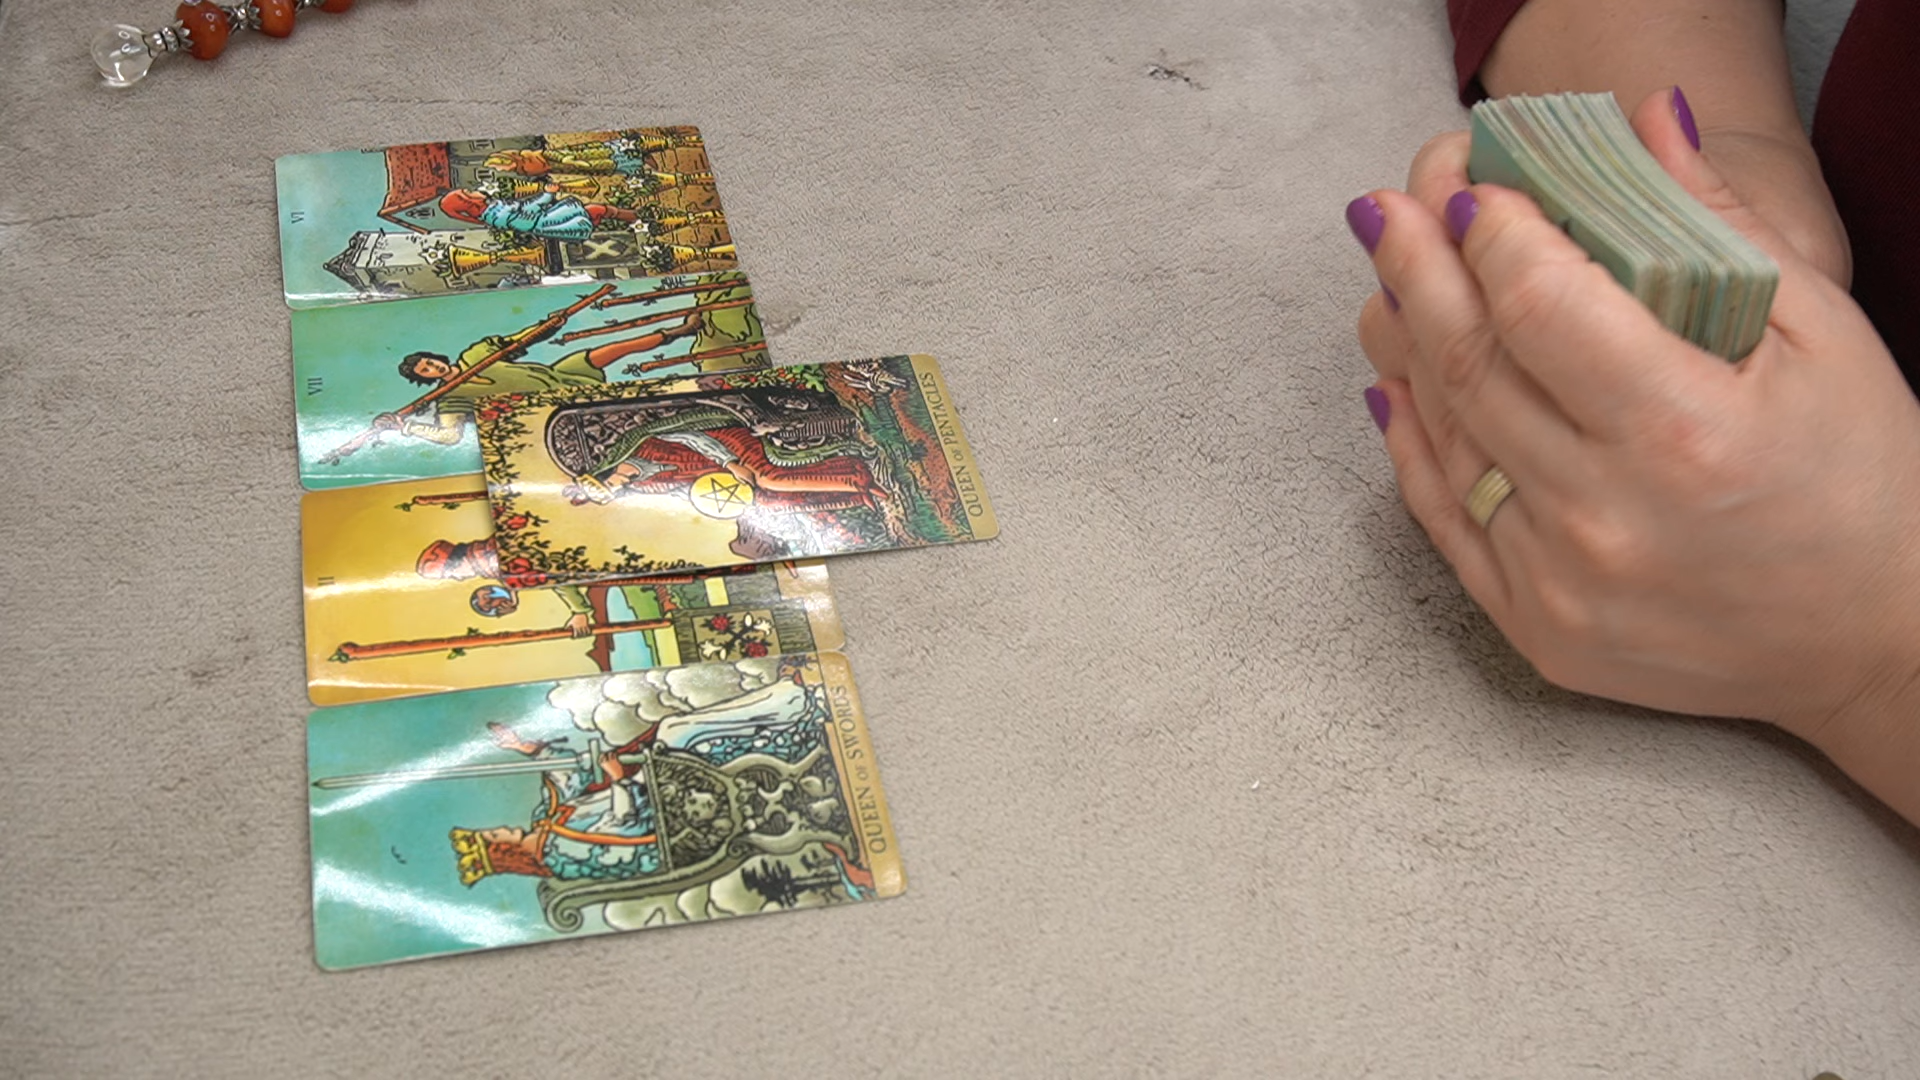 VI
VII
QUEEN OF PENTACLES
II
QUEEN OF SWORDS